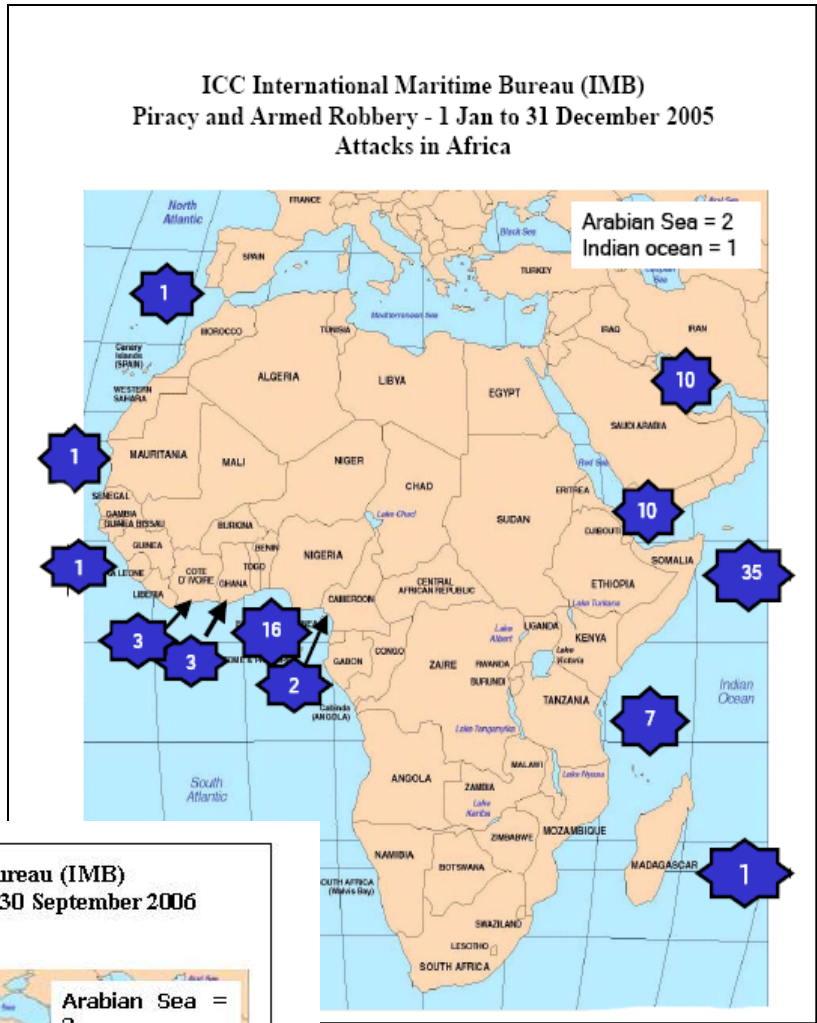 ICC International Maritime Bureau (IMB)
Piracy and Armed Robbery - 1 Jan to 31 December 2005
Attacks in Africa
North
Atlantic
FRANCE
Arabian Sea = 2
Indian ocean = 1
Black Sea
SPAIN
TURKEY
Sea
1
Mediterranean Sea
MOROCCO
TUNISIA
IRAQ
IRAN
Canary
Islands
(SPAIN)
ALGERIA
LIBYA
EGYPT
10
WESTERN
SAHARA
SAUDI ARABIA
1
MAURITANIA
MALI
NIGER
CHAD
Red Sea
SENEGAL
ERITREA
GAMBIA
GUINEA BISSAU
BURKINA
Lake Chad
SUDAN
10
DJIBOUTI
GUINEA
BENIN
NIGERIA
SOMALIA
1
A LEONE
COTE
D' IVOIRE
GHANA
TOGO
CENTRAL
AFRICAN REPUBLIC
ETHIOPIA
35
LIBERIA
CAMEROON
Lake Turkana
3
3
16
2
UGANDA
KENYA
Lake
Albert
Lake
Victoria
GABON
CONGO
ZAIRE
RWANDA
BURUNDI
Indian
Ocean
Cabinda
(ANGOLA)
TANZANIA
7
Lake Tanganyika
MALAWI
Lake Nyasa
South
Atlantic
ANGOLA
ZAMBIA
Lake
Kariba
MOZAMBIQUE
ZIMBABWE
NAMIBIA
BOTSWANA
MADAGASCAR
1
OUTH AFRICA
(Walvis Bay)
SWAZILAND
LESOTHO
SOUTH AFRICA
ureau (IMB)
30 September 2006
Arabian Sea =